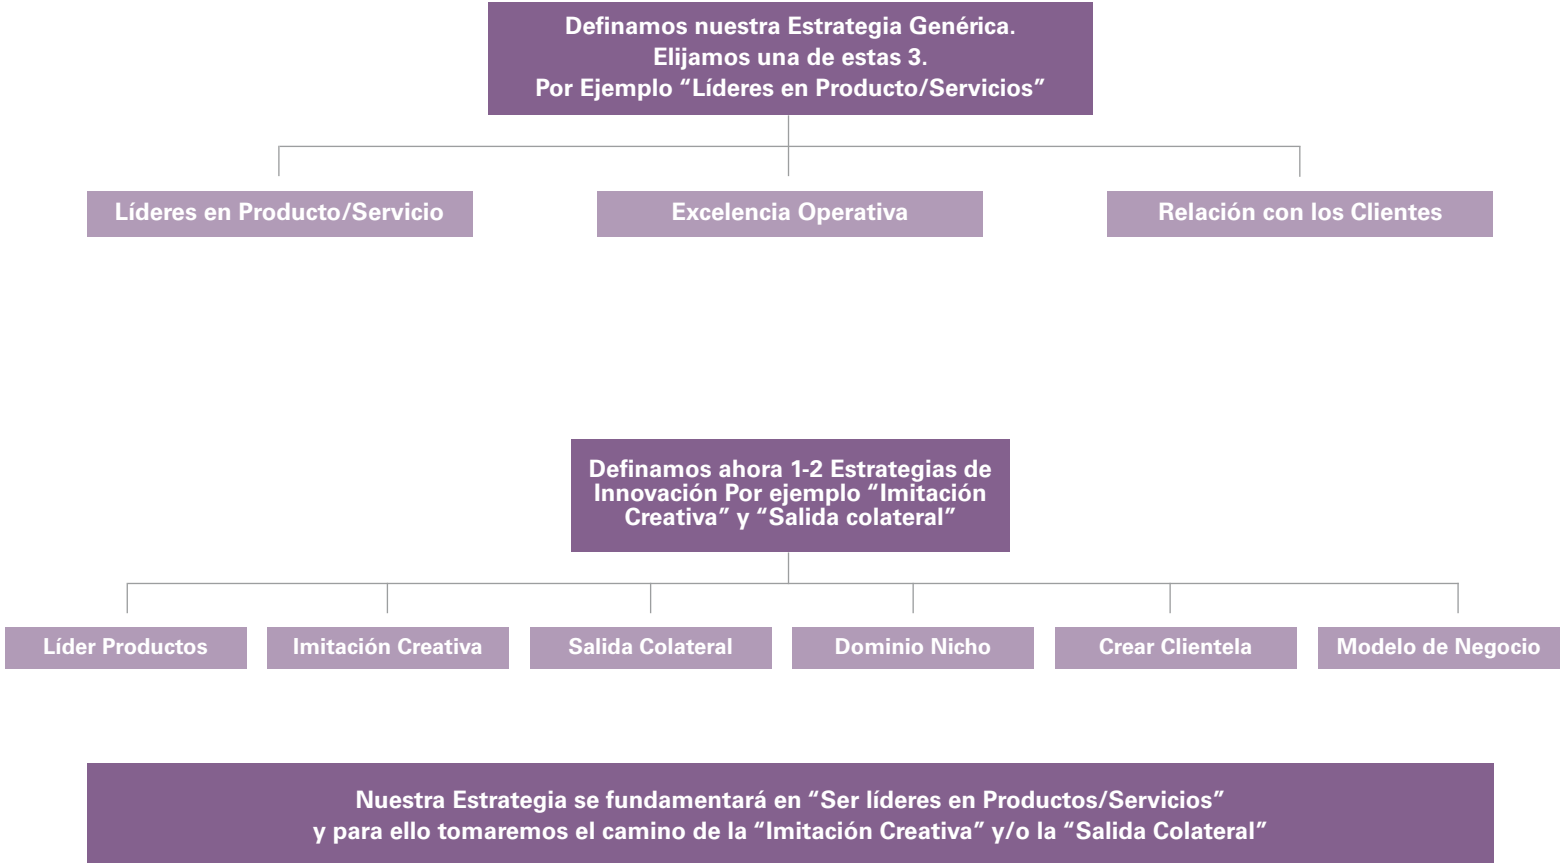 Definamos nuestra Estrategia Genérica.
Elijamos una de estas 3.
Por Ejemplo “Líderes en Producto/Servicios”
Líderes en Producto/Servicio
Excelencia Operativa
Relación con los Clientes
Definamos ahora 1-2 Estrategias de
Innovación Por ejemplo “Imitación
Creativa” y “Salida colateral”
Líder Productos
Imitación Creativa
Salida Colateral
Dominio Nicho
Crear Clientela
Modelo de Negocio
Nuestra Estrategia se fundamentará en “Ser líderes en Productos/Servicios”
y para ello tomaremos el camino de la “Imitación Creativa” y/o la “Salida Colateral”